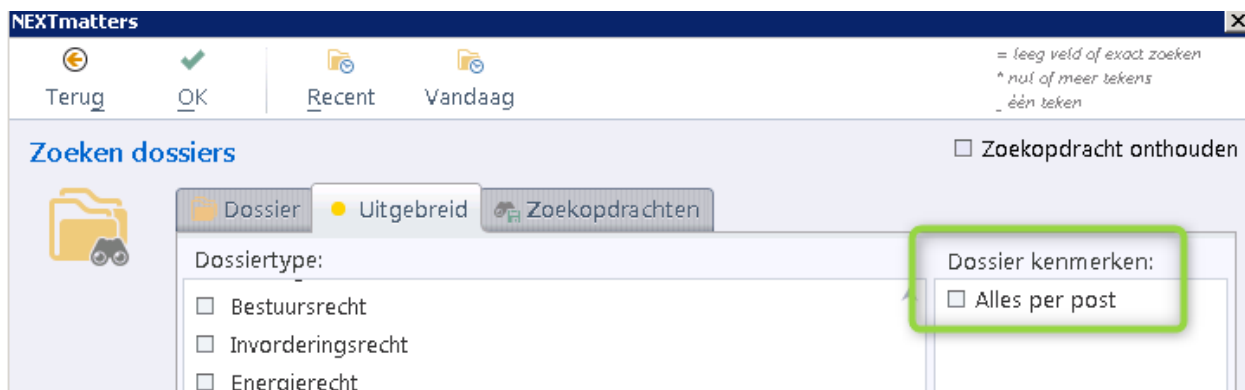 NEXTmatters
Terug
OK
Recent
Vandaag
= leeg veld of exact zoeken
* nul of meer tekens
_ één teken
Zoeken dossiers
Zoekopdracht onthouden
Dossier
Uitgebreid
Zoekopdrachten
Dossiertype:
Bestuursrecht
Invorderingsrecht
Energierecht
Dossier kenmerken:
Alles per post